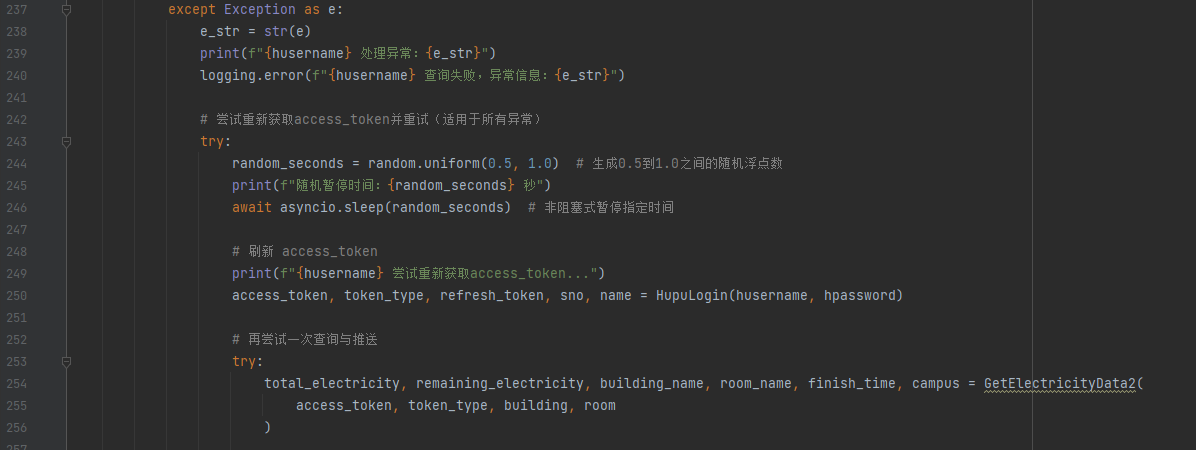 237 except Exception as e:
238 e_str = str(e)
239 print(f"{husername} 处理异常: {e_str}")
240 logging.error(f"{husername} 查询失败，异常信息: {e_str}")
241
242 # 尝试重新获取access_token并重试（适用于所有异常）
243 try:
244 random_seconds = random.uniform(0.5, 1.0)  # 生成0.5到1.0之间的随机浮点数
245 print(f"随机暂停时间: {random_seconds} 秒")
246 await asyncio.sleep(random_seconds)  # 非阻塞式暂停指定时间
247
248 # 刷新 access_token
249 print(f"{husername} 尝试重新获取access_token...")
250 access_token, token_type, refresh_token, sno, name = HupuLogin(husername, hpassword)
251
252 # 再尝试一次查询与推送
253 try:
254 total_electricity, remaining_electricity, building_name, room_name, finish_time, campus = GetElectricityData2(
255 access_token, token_type, building, room
256 )
257